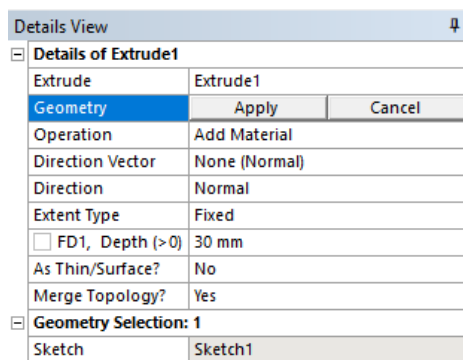 Details View
Details of Extrude1
Extrude Extrude1
Geometry Apply Cancel
Operation Add Material
Direction Vector None (Normal)
Direction Normal
Extent Type Fixed
FD1, Depth (>0) 30 mm
As Thin/Surface? No
Merge Topology? Yes
Geometry Selection: 1
Sketch Sketch1